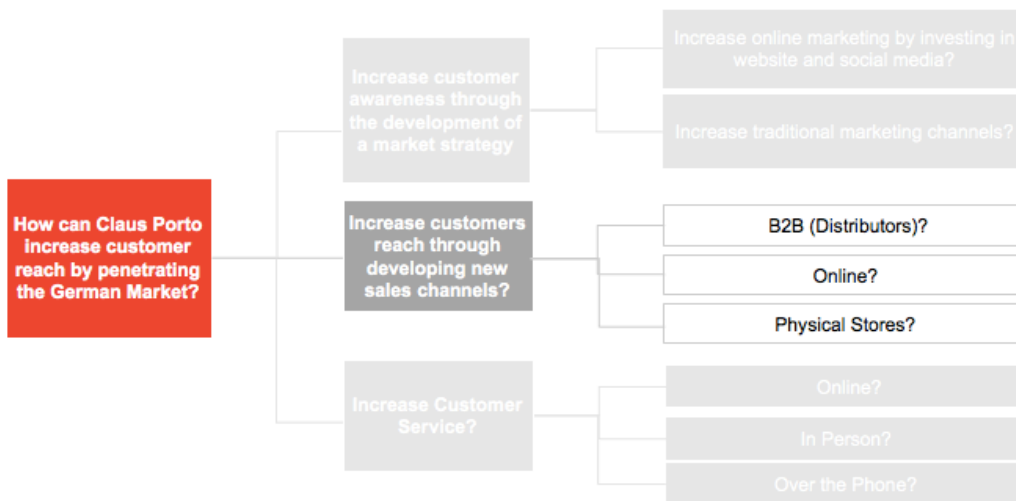 Increase customer
awareness through
the development of
a market strategy
Increase online marketing by investing in
website and social media?
Increase traditional marketing channels?
How can Claus Porto
increase customer
reach by penetrating
the German Market?
Increase customers
reach through
developing new
sales channels?
B2B (Distributors)?
Online?
Physical Stores?
Increase Customer
Service?
Online?
In Person?
Over the Phone?